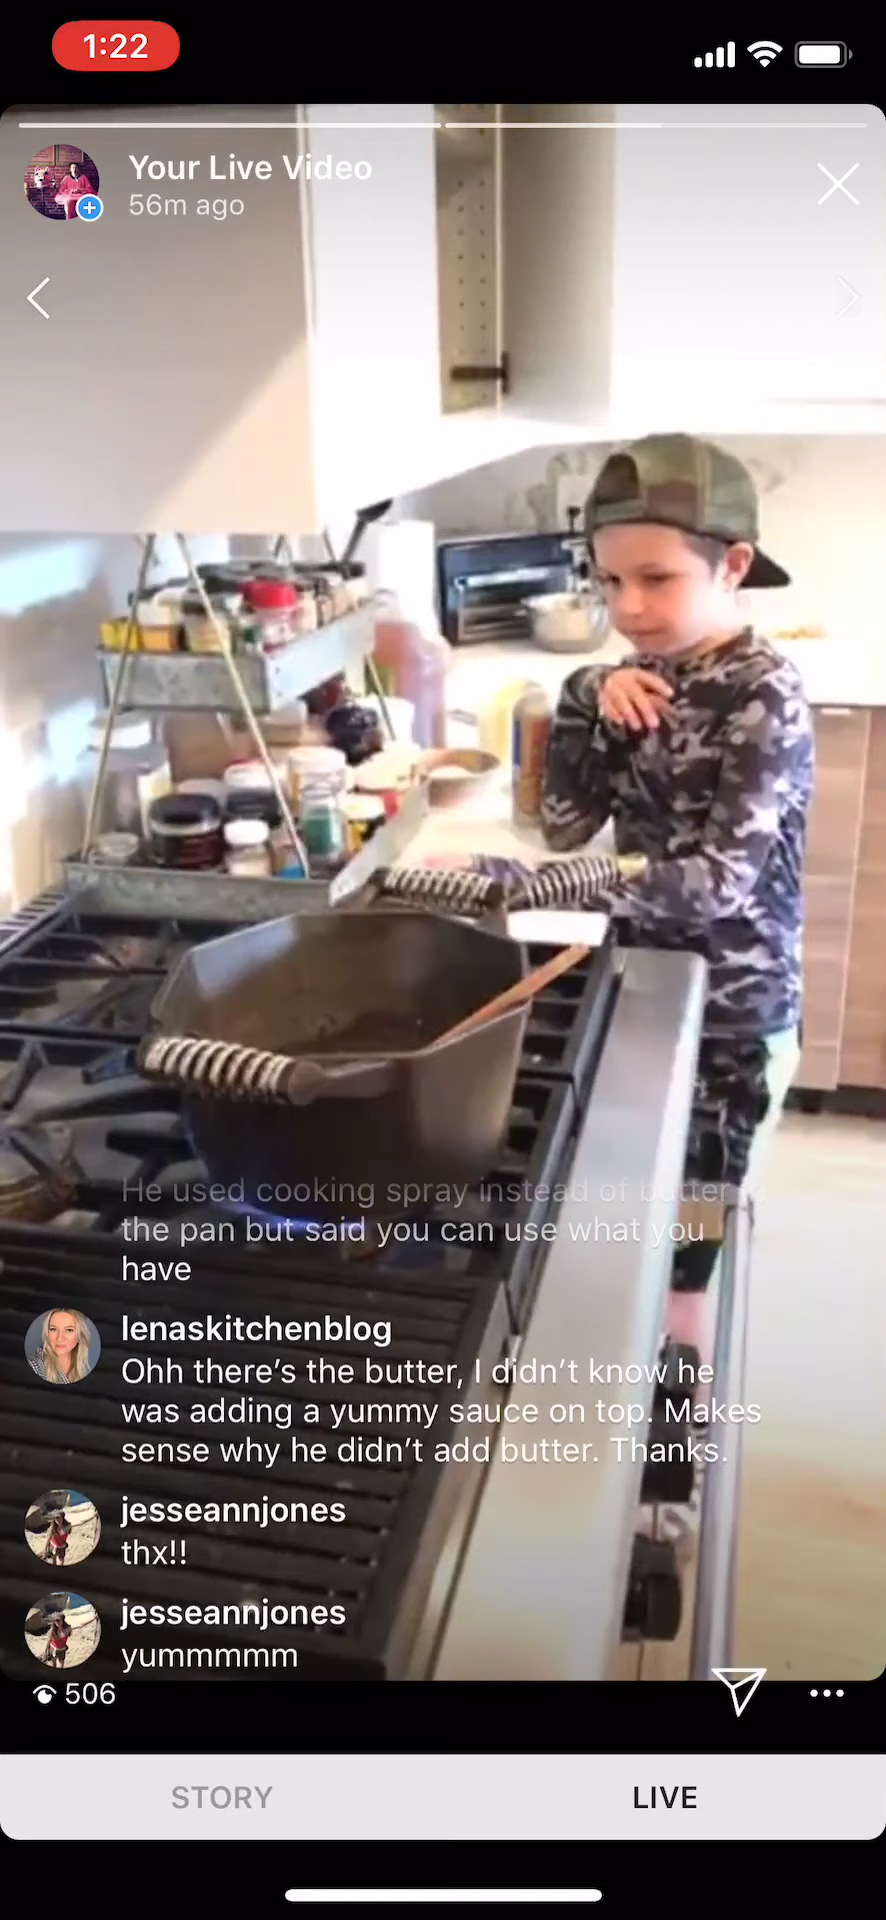 1:22
Your Live Video
56m ago
He used cooking spray instead of butter in
the pan but said you can use what you
have
lenaskitchenblog
Ohh there's the butter, I didn't know he
was adding a yummy sauce on top. Makes
sense why he didn't add butter. Thanks.
jesseannjones
thx!!
jesseannjones
yummmmm
506
STORY
LIVE